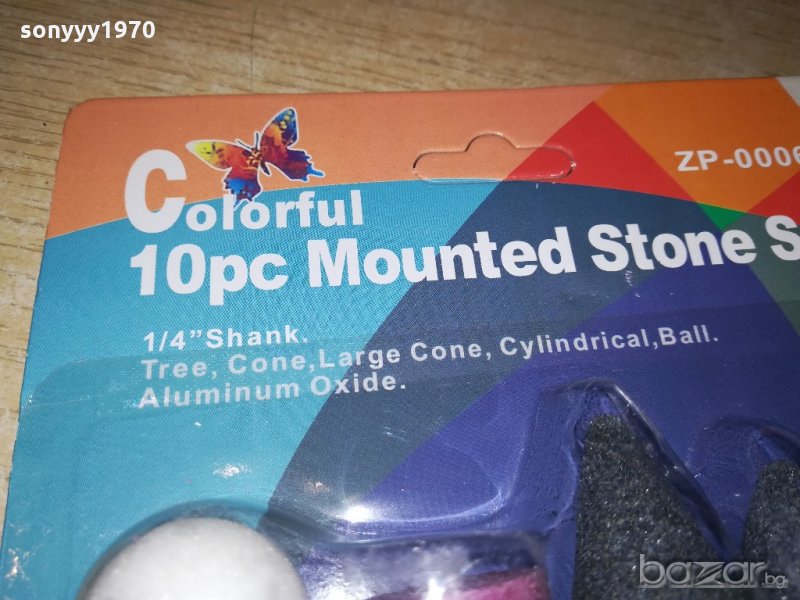 sonyyy1970
ZP-0006
Colorful
10pc Mounted Stone S
1/4"Shank.
Tree, Cone,Large Cone, Cylindrical,Ball.
Aluminum Oxide.
bazar.bg